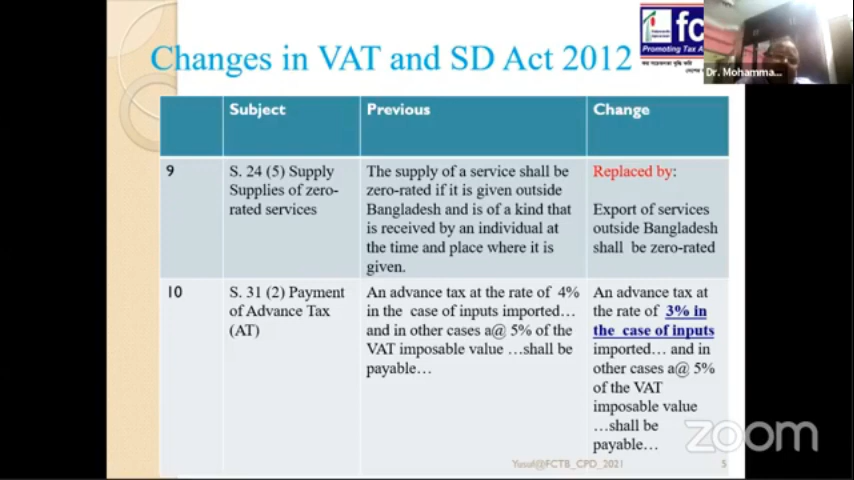 Changes in VAT and SD Act 2012
fc
Promoting Tax A
Dr. Mohamma...
Subject
Previous
Change
9
S. 24 (5) Supply
Supplies of zero-
rated services
The supply of a service shall be
zero-rated if it is given outside
Bangladesh and is of a kind that
is received by an individual at
the time and place where it is
given.
Replaced by:
Export of services
outside Bangladesh
shall be zero-rated
10
S. 31 (2) Payment
of Advance Tax
(AT)
An advance tax at the rate of 4%
in the case of inputs imported…
and in other cases a@ 5% of the
VAT imposable value …shall be
payable…
An advance tax at
the rate of 3% in
the case of inputs
imported… and in
other cases a@ 5%
of the VAT
imposable value
…shall be
payable…
Yusuf@FCTB_CPD_2021
5
zoom